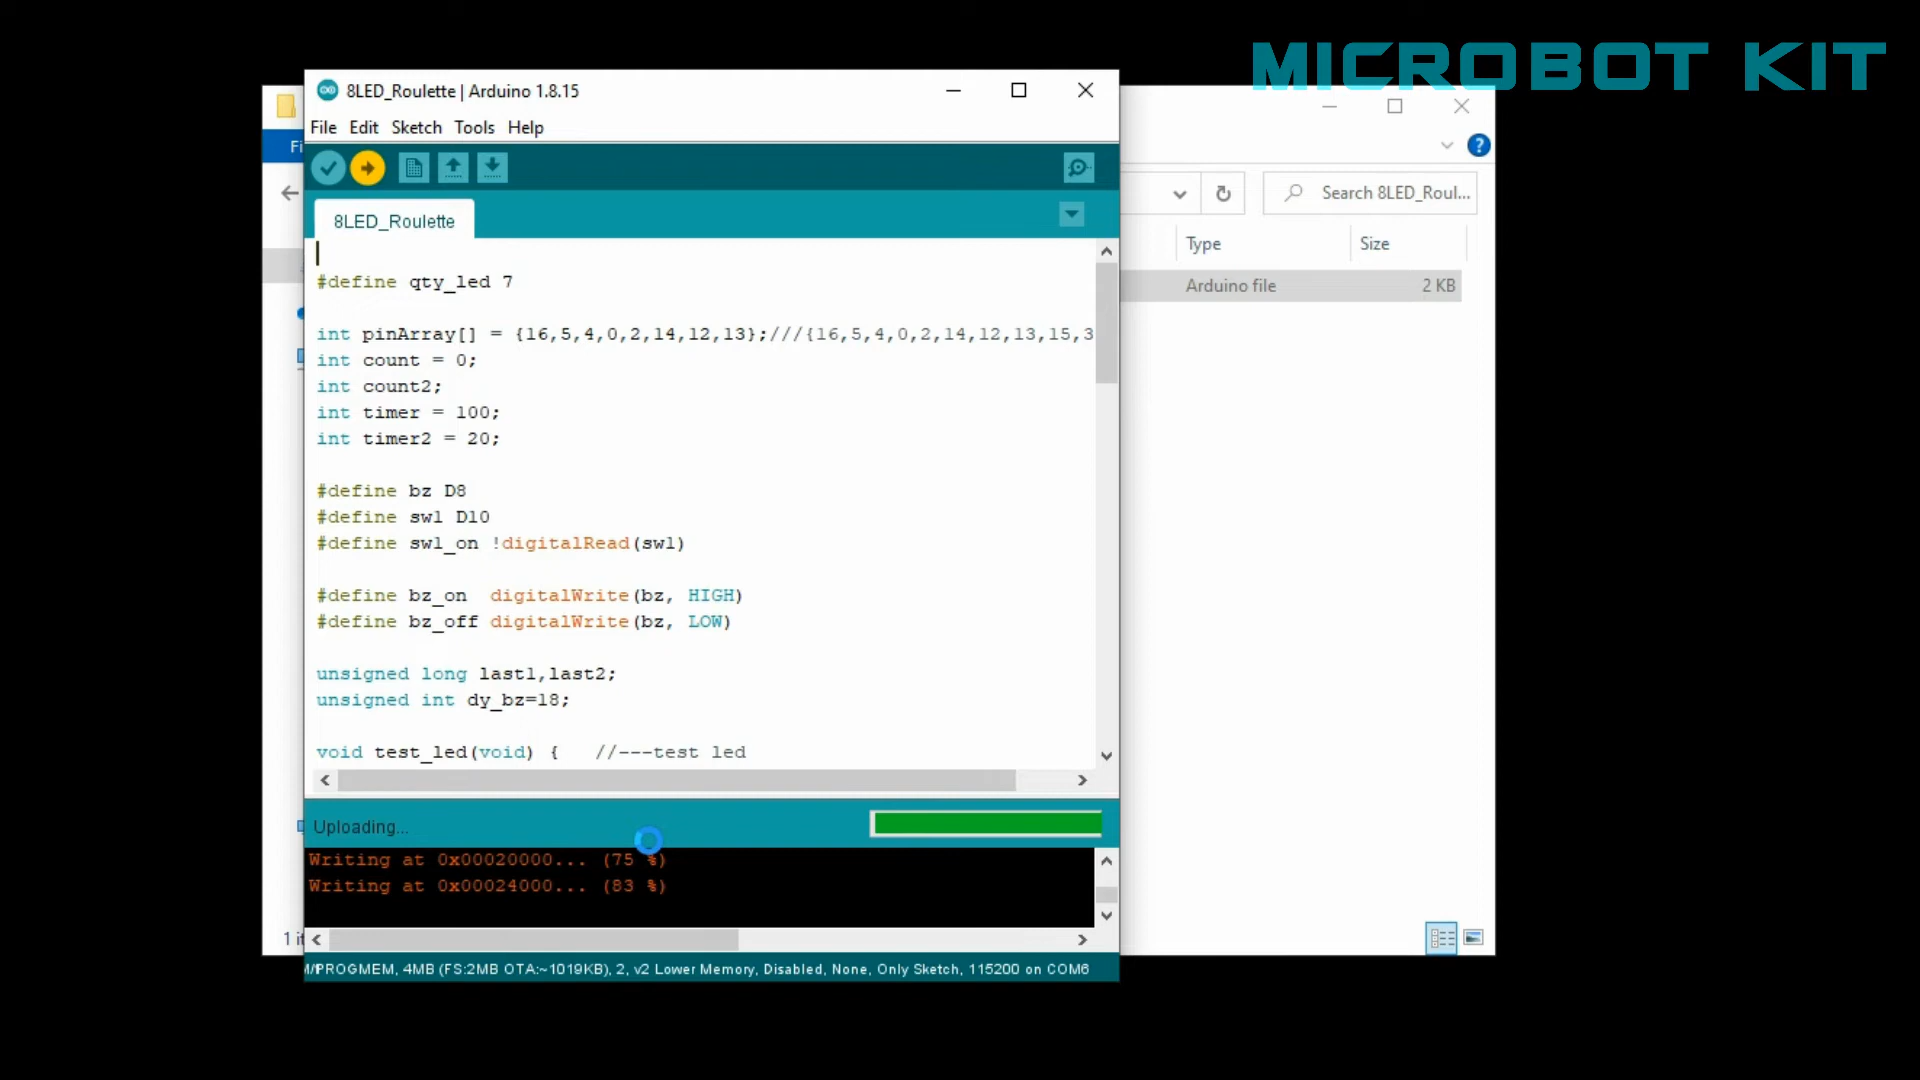 MICROBOT KIT
8LED_Roulette | Arduino 1.8.15
File Edit Sketch Tools Help
Fi
?
Search 8LED_Roul...
8LED_Roulette
Type Size
#define qty_led 7
Arduino file 2 KB
int pinArray[] = {16,5,4,0,2,14,12,13};///{16,5,4,0,2,14,12,13,15,3
int count = 0;
int count2;
int timer = 100;
int timer2 = 20;
#define bz D8
#define sw1 D10
#define sw1_on !digitalRead(sw1)
#define bz_on  digitalWrite(bz, HIGH)
#define bz_off digitalWrite(bz, LOW)
unsigned long last1,last2;
unsigned int dy_bz=18;
void test_led(void) {   //---test led
Uploading...
Writing at 0x00020000... (75 %)
Writing at 0x00024000... (83 %)
1 it
M/PROGMEM, 4MB (FS:2MB OTA:~1019KB), 2, v2 Lower Memory, Disabled, None, Only Sketch, 115200 on COM6